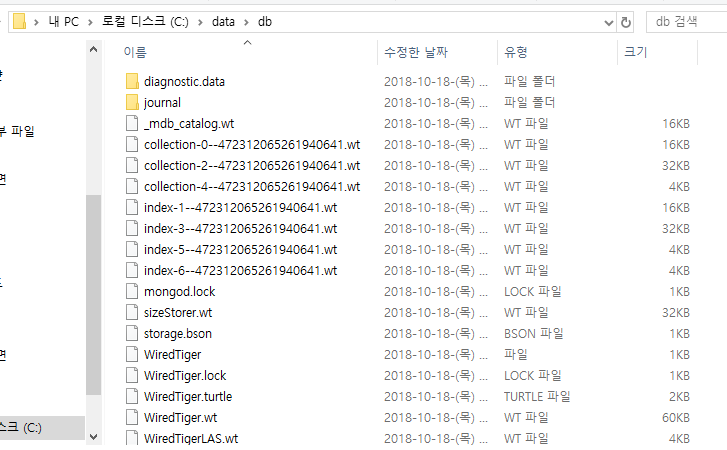 내 PC > 로컬 디스크 (C:) > data > db
db 검색
이름 수정한 날짜 유형 크기
diagnostic.data 2018-10-18-(목) ... 파일 폴더
journal 2018-10-18-(목) ... 파일 폴더
_mdb_catalog.wt 2018-10-18-(목) ... WT 파일 16KB
부 파일
collection-0--472312065261940641.wt 2018-10-18-(목) ... WT 파일 16KB
collection-2--472312065261940641.wt 2018-10-18-(목) ... WT 파일 32KB
면
collection-4--472312065261940641.wt 2018-10-18-(목) ... WT 파일 4KB
index-1--472312065261940641.wt 2018-10-18-(목) ... WT 파일 16KB
index-3--472312065261940641.wt 2018-10-18-(목) ... WT 파일 32KB
index-5--472312065261940641.wt 2018-10-18-(목) ... WT 파일 4KB
index-6--472312065261940641.wt 2018-10-18-(목) ... WT 파일 4KB
mongod.lock 2018-10-18-(목) ... LOCK 파일 1KB
sizeStorer.wt 2018-10-18-(목) ... WT 파일 32KB
storage.bson 2018-10-18-(목) ... BSON 파일 1KB
면
WiredTiger 2018-10-18-(목) ... 파일 1KB
WiredTiger.lock 2018-10-18-(목) ... LOCK 파일 1KB
WiredTiger.turtle 2018-10-18-(목) ... TURTLE 파일 2KB
WiredTiger.wt 2018-10-18-(목) ... WT 파일 60KB
스크 (C:)
WiredTigerLAS.wt 2018-10-18-(목) ... WT 파일 4KB